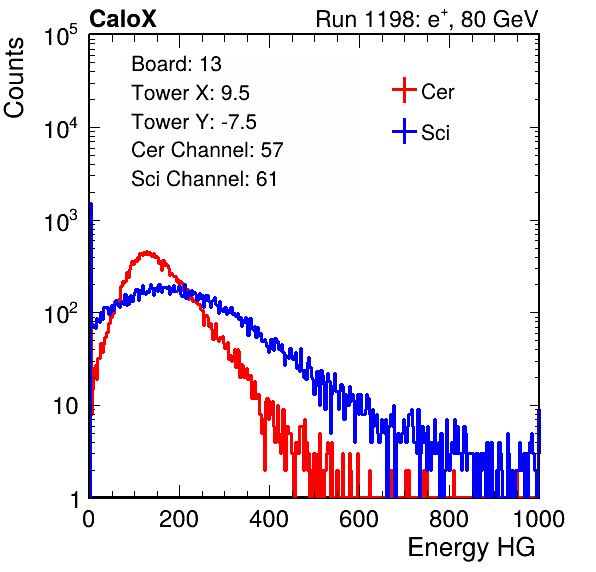 CaloX Run 1198: e⁺, 80 GeV
Counts
Board: 13
Tower X: 9.5
Tower Y: -7.5
Cer Channel: 57
Sci Channel: 61
Cer
Sci
10⁵
10⁴
10³
10²
10
1
0 200 400 600 800 1000
Energy HG